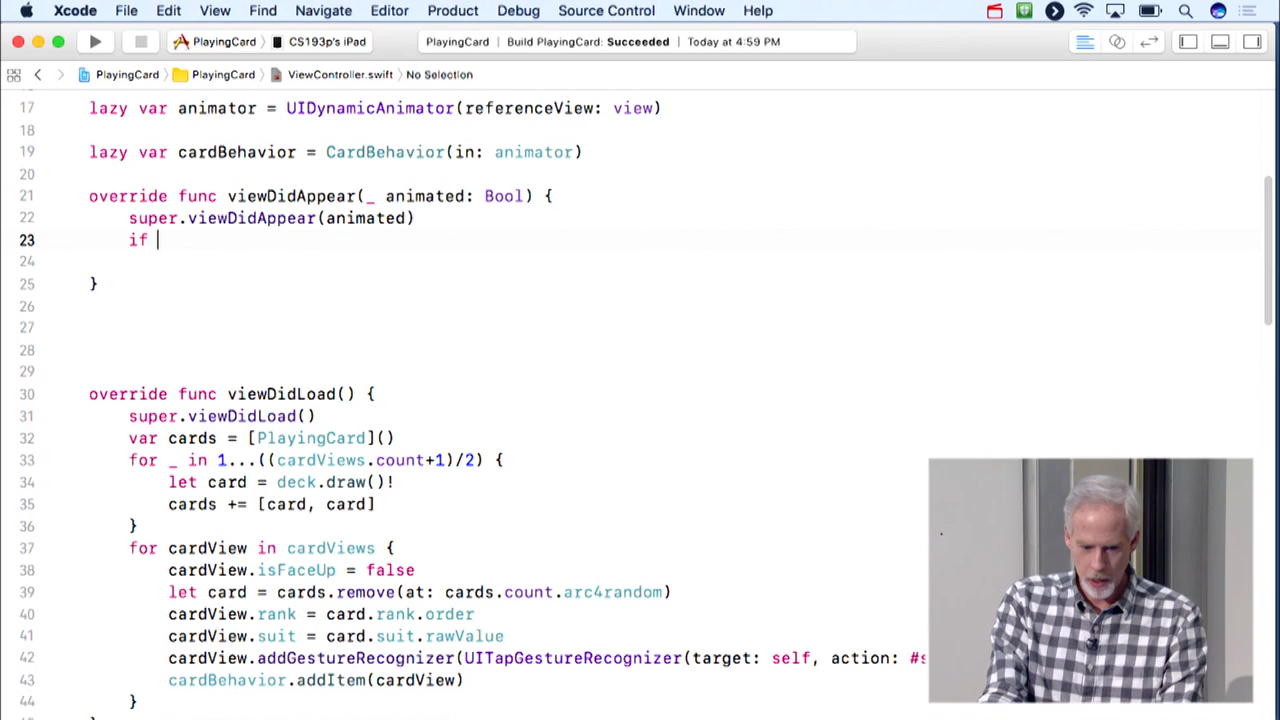 Xcode File Edit View Find Navigate Editor Product Debug Source Control Window Help
PlayingCard CS193p's iPad PlayingCard Build PlayingCard: Succeeded Today at 4:59 PM
PlayingCard PlayingCard ViewController.swift No Selection
17 lazy var animator = UIDynamicAnimator(referenceView: view)
18
19 lazy var cardBehavior = CardBehavior(in: animator)
20
21 override func viewDidAppear(_ animated: Bool) {
22 super.viewDidAppear(animated)
23 if
24
25 }
26
27
28
29
30 override func viewDidLoad() {
31 super.viewDidLoad()
32 var cards = [PlayingCard]()
33 for _ in 1...((cardViews.count+1)/2) {
34 let card = deck.draw()!
35 cards += [card, card]
36 }
37 for cardView in cardViews {
38 cardView.isFaceUp = false
39 let card = cards.remove(at: cards.count.arc4random)
40 cardView.rank = card.rank.order
41 cardView.suit = card.suit.rawValue
42 cardView.addGestureRecognizer(UITapGestureRecognizer(target: self, action: #s
43 cardBehavior.addItem(cardView)
44 }